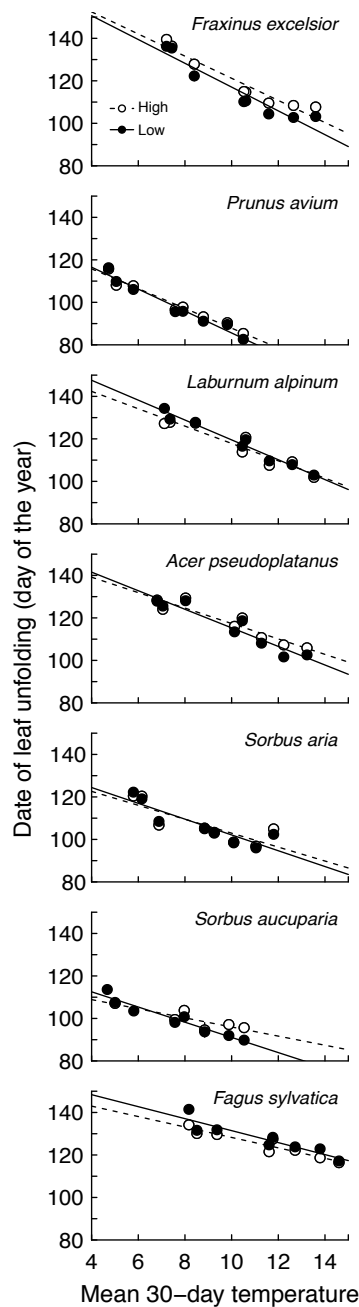 Fraxinus excelsior
140
120
100
80
High
Low
Prunus avium
140
120
100
80
Laburnum alpinum
140
120
100
80
Acer pseudoplatanus
140
120
100
80
Sorbus aria
140
120
100
80
Sorbus aucuparia
140
120
100
80
Fagus sylvatica
140
120
100
80
4 6 8 10 12 14
Mean 30−day temperature
Date of leaf unfolding (day of the year)